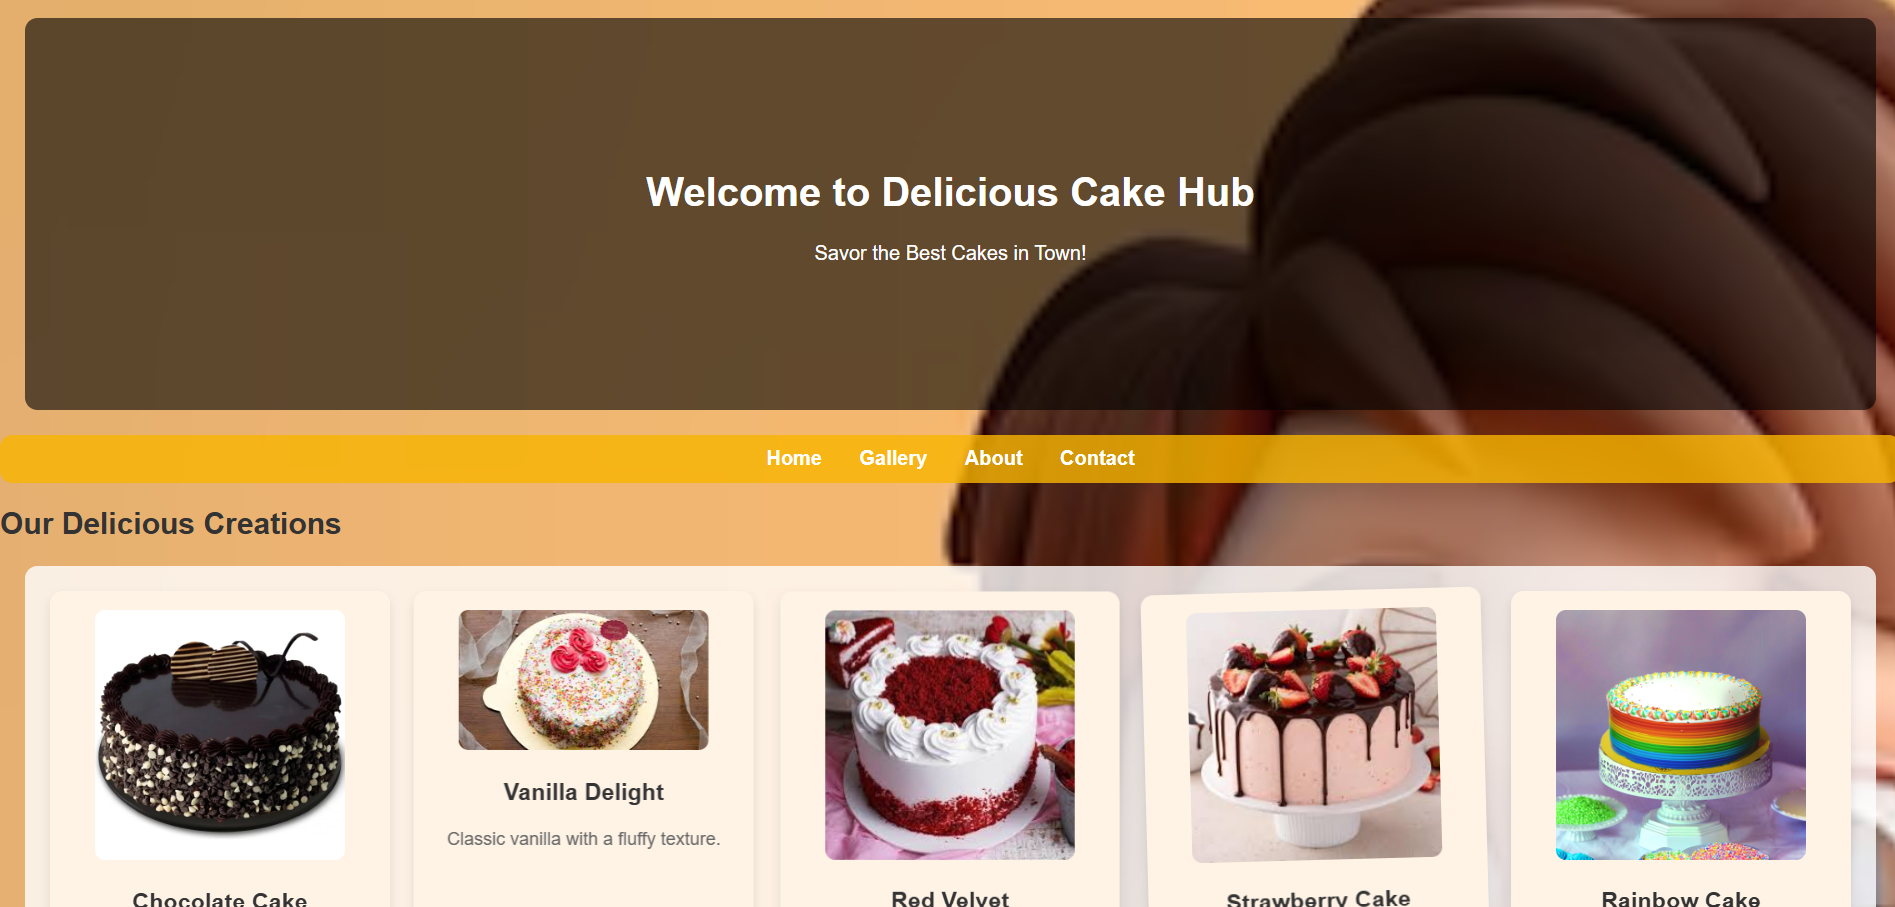 Welcome to Delicious Cake Hub
Savor the Best Cakes in Town!
Home Gallery About Contact
Our Delicious Creations
Vanilla Delight
Classic vanilla with a fluffy texture.
Chocolate Cake
Red Velvet
Strawberry Cake
Rainbow Cake